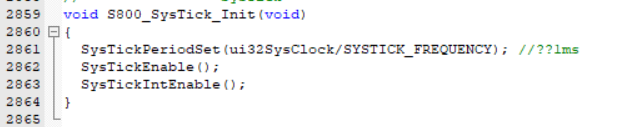 2859 void S800_SysTick_Init(void)
2860 {
2861 SysTickPeriodSet(ui32SysClock/SYSTICK_FREQUENCY); //??1ms
2862 SysTickEnable();
2863 SysTickIntEnable();
2864 }
2865